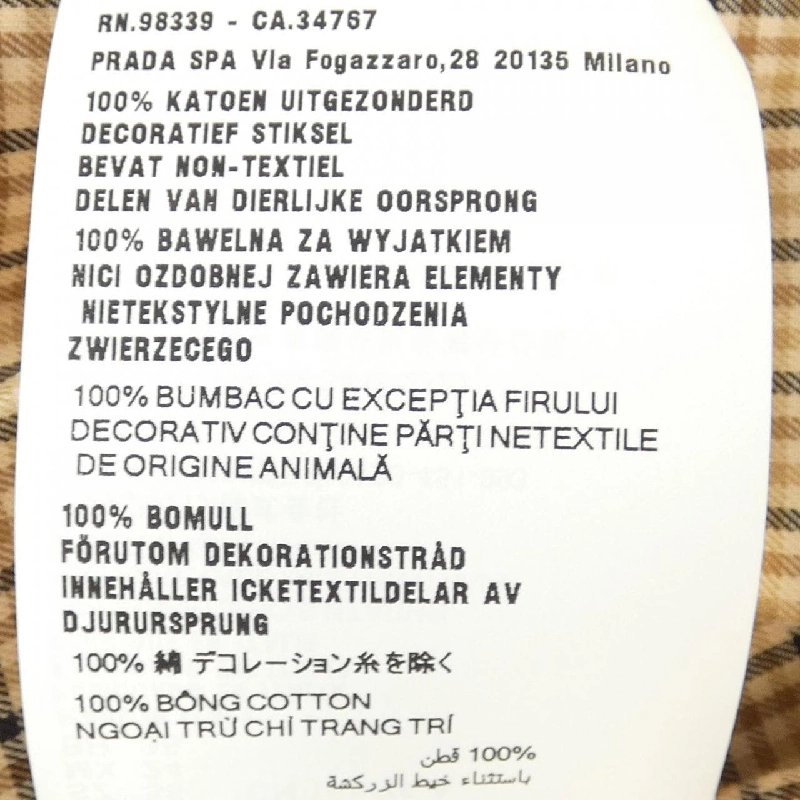 RN.98339 - CA.34767
PRADA SPA VIa Fogazzaro,28 20135 Milano
100% KATOEN UITGEZONDERD
DECORATIEF STIKSEL
BEVAT NON-TEXTIEL
DELEN VAN DIERLIJKE OORSPRONG
100% BAWELNA ZA WYJATKIEM
NICI OZDOBNEJ ZAWIERA ELEMENTY
NIETEKSTYLNE POCHODZENIA
ZWIERZECEGO
100% BUMBAC CU EXCEPŢIA FIRULUI
DECORATIV CONŢINE PĂRŢI NETEXTILE
DE ORIGINE ANIMALĂ
100% BOMULL
FÖRUTOM DEKORATIONSTRÅD
INNEHÅLLER ICKETEXTILDELAR AV
DJURURSPRUNG
100% 綿 デコレーション糸を除く
100% BÔNG COTTON
NGOẠI TRỪ CHỈ TRANG TRÍ
100% قطن
باستثناء خيط الزركشة